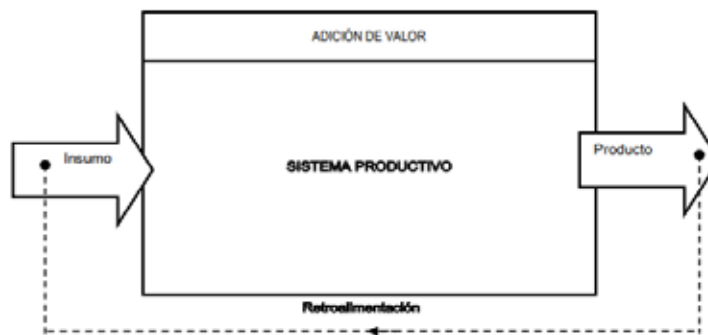 ADICIÓN DE VALOR
Insumo
SISTEMA PRODUCTIVO
Producto
Retroalimentación